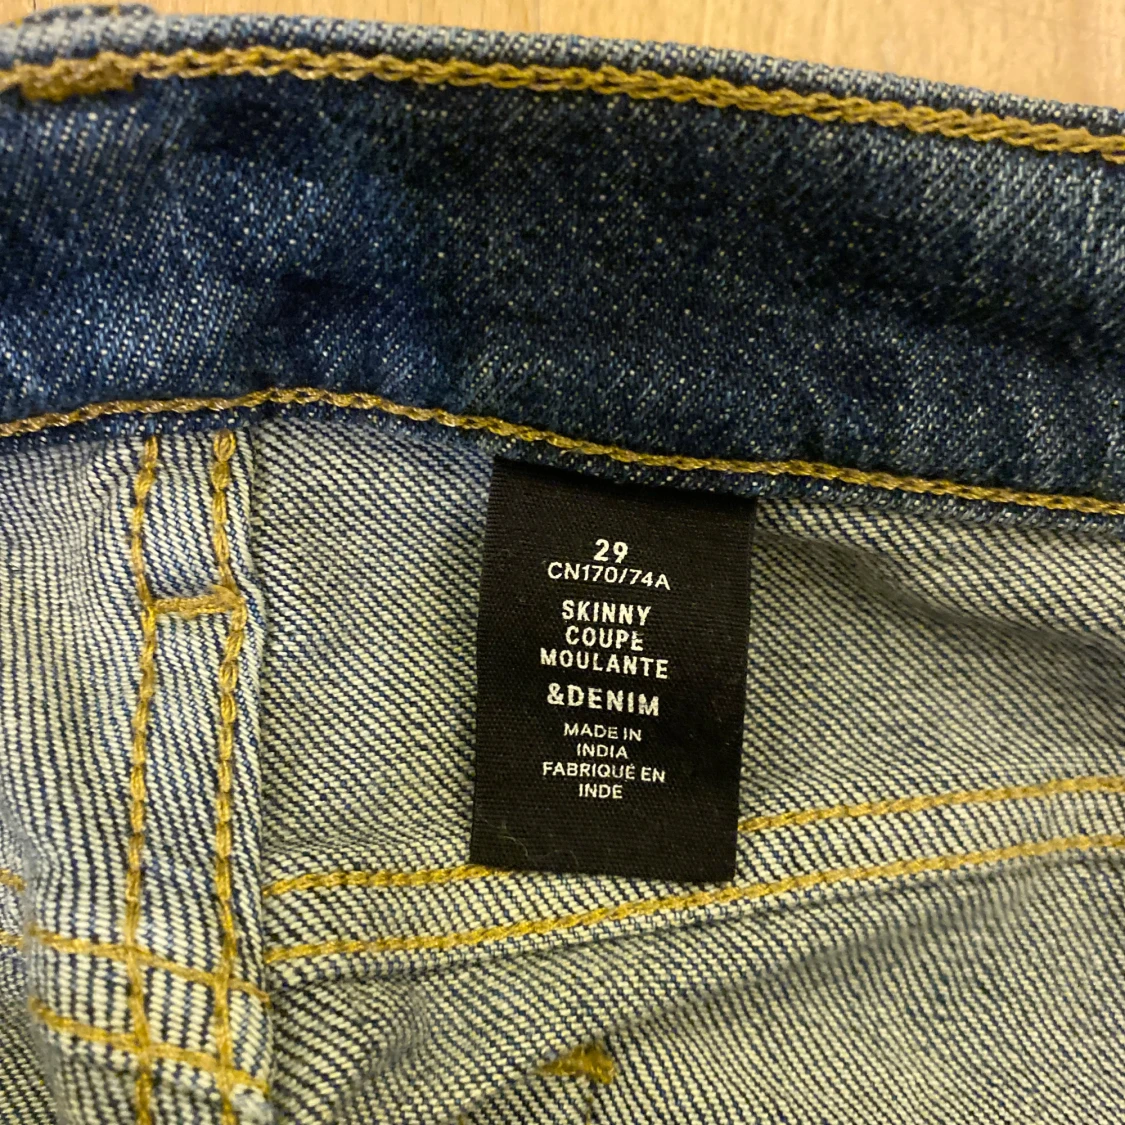 29
CN170/74A
SKINNY
COUPE
MOULANTE
&DENIM
MADE IN
INDIA
FABRIQUÉ EN
INDE